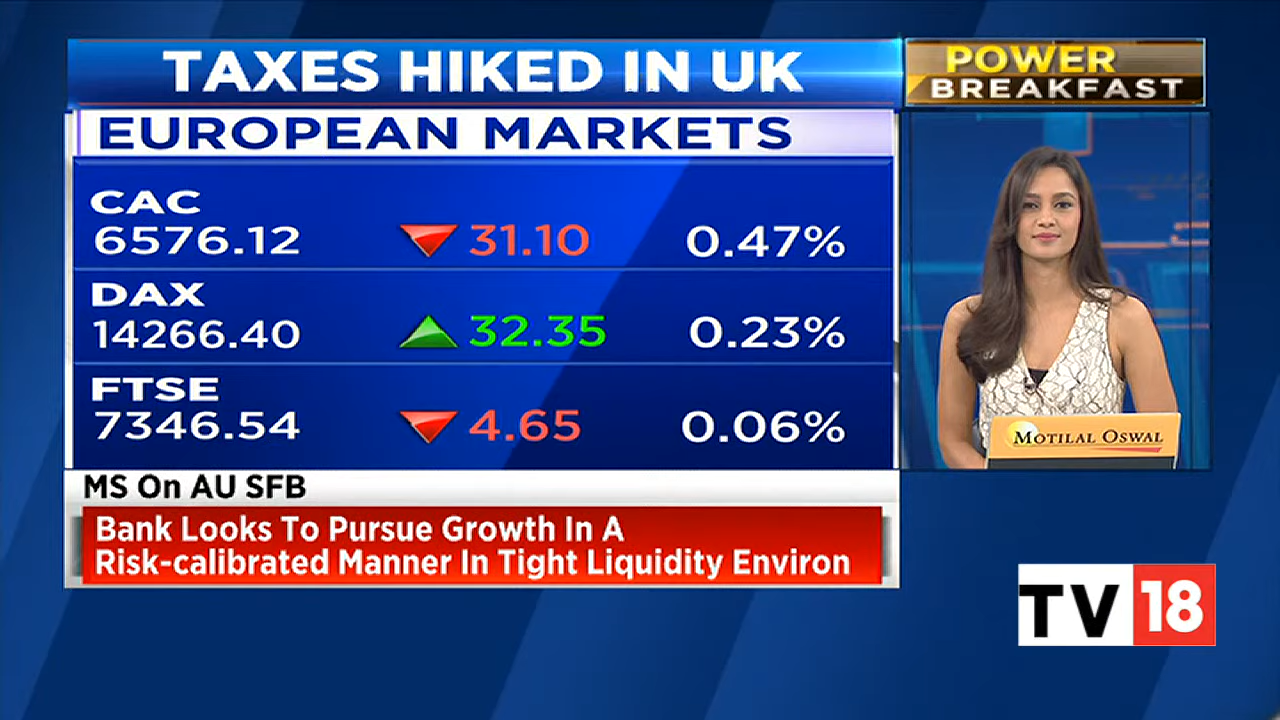 TAXES HIKED IN UK
POWER
BREAKFAST
EUROPEAN MARKETS
CAC
6576.12 31.10 0.47%
DAX
14266.40 32.35 0.23%
FTSE
7346.54 4.65 0.06%
MOTILAL OSWAL
MS On AU SFB
Bank Looks To Pursue Growth In A
Risk-calibrated Manner In Tight Liquidity Environ
TV18